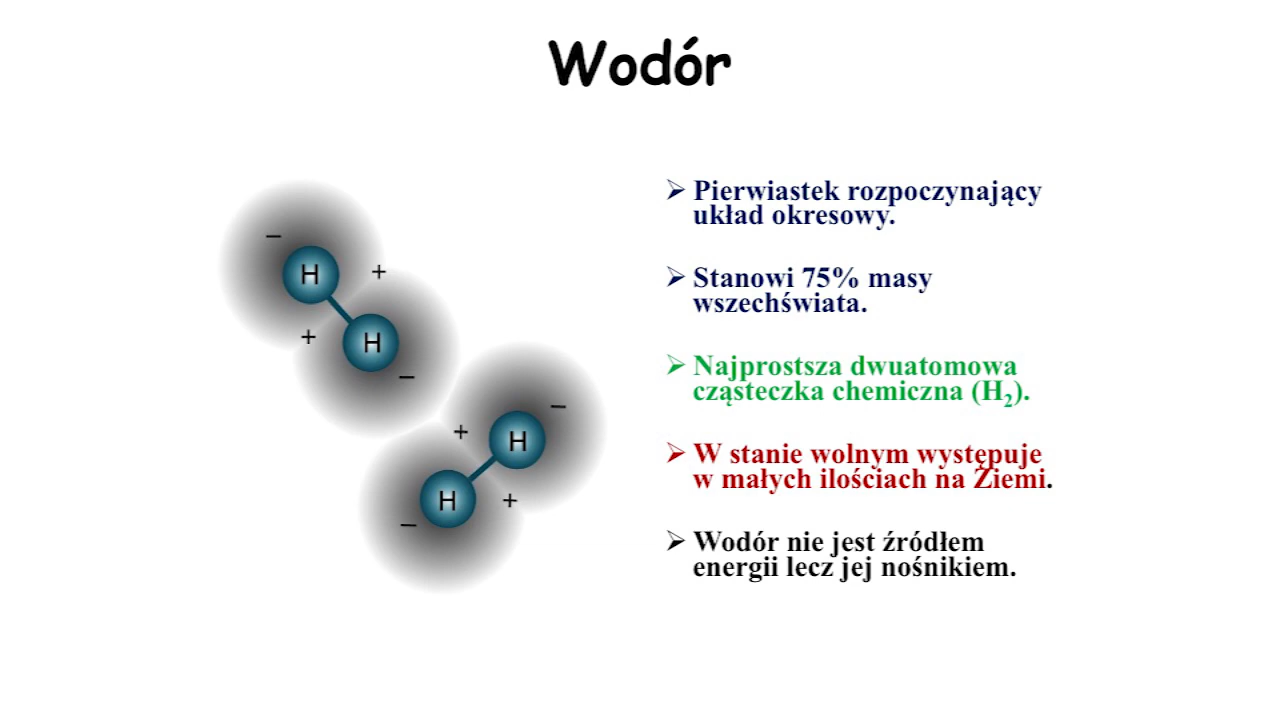 Wodór
− H +
+ H −
+ H −
− H +
➢ Pierwiastek rozpoczynający
układ okresowy.
➢ Stanowi 75% masy
wszechświata.
➢ Najprostsza dwuatomowa
cząsteczka chemiczna (H₂).
➢ W stanie wolnym występuje
w małych ilościach na Ziemi.
➢ Wodór nie jest źródłem
energii lecz jej nośnikiem.